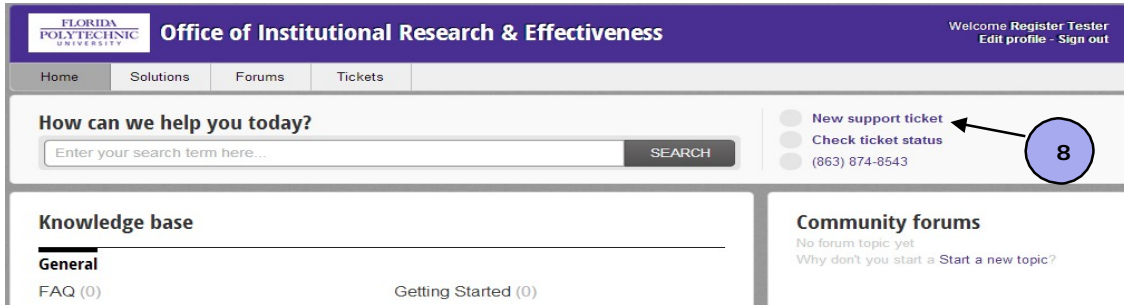 FLORIDA
POLYTECHNIC
UNIVERSITY
Office of Institutional Research & Effectiveness
Welcome Register Tester
Edit profile - Sign out
Home Solutions Forums Tickets
How can we help you today?
Enter your search term here... SEARCH
New support ticket
Check ticket status
(863) 874-8543
8
Knowledge base
General
FAQ (0) Getting Started (0)
Community forums
No forum topic yet
Why don't you start a Start a new topic?